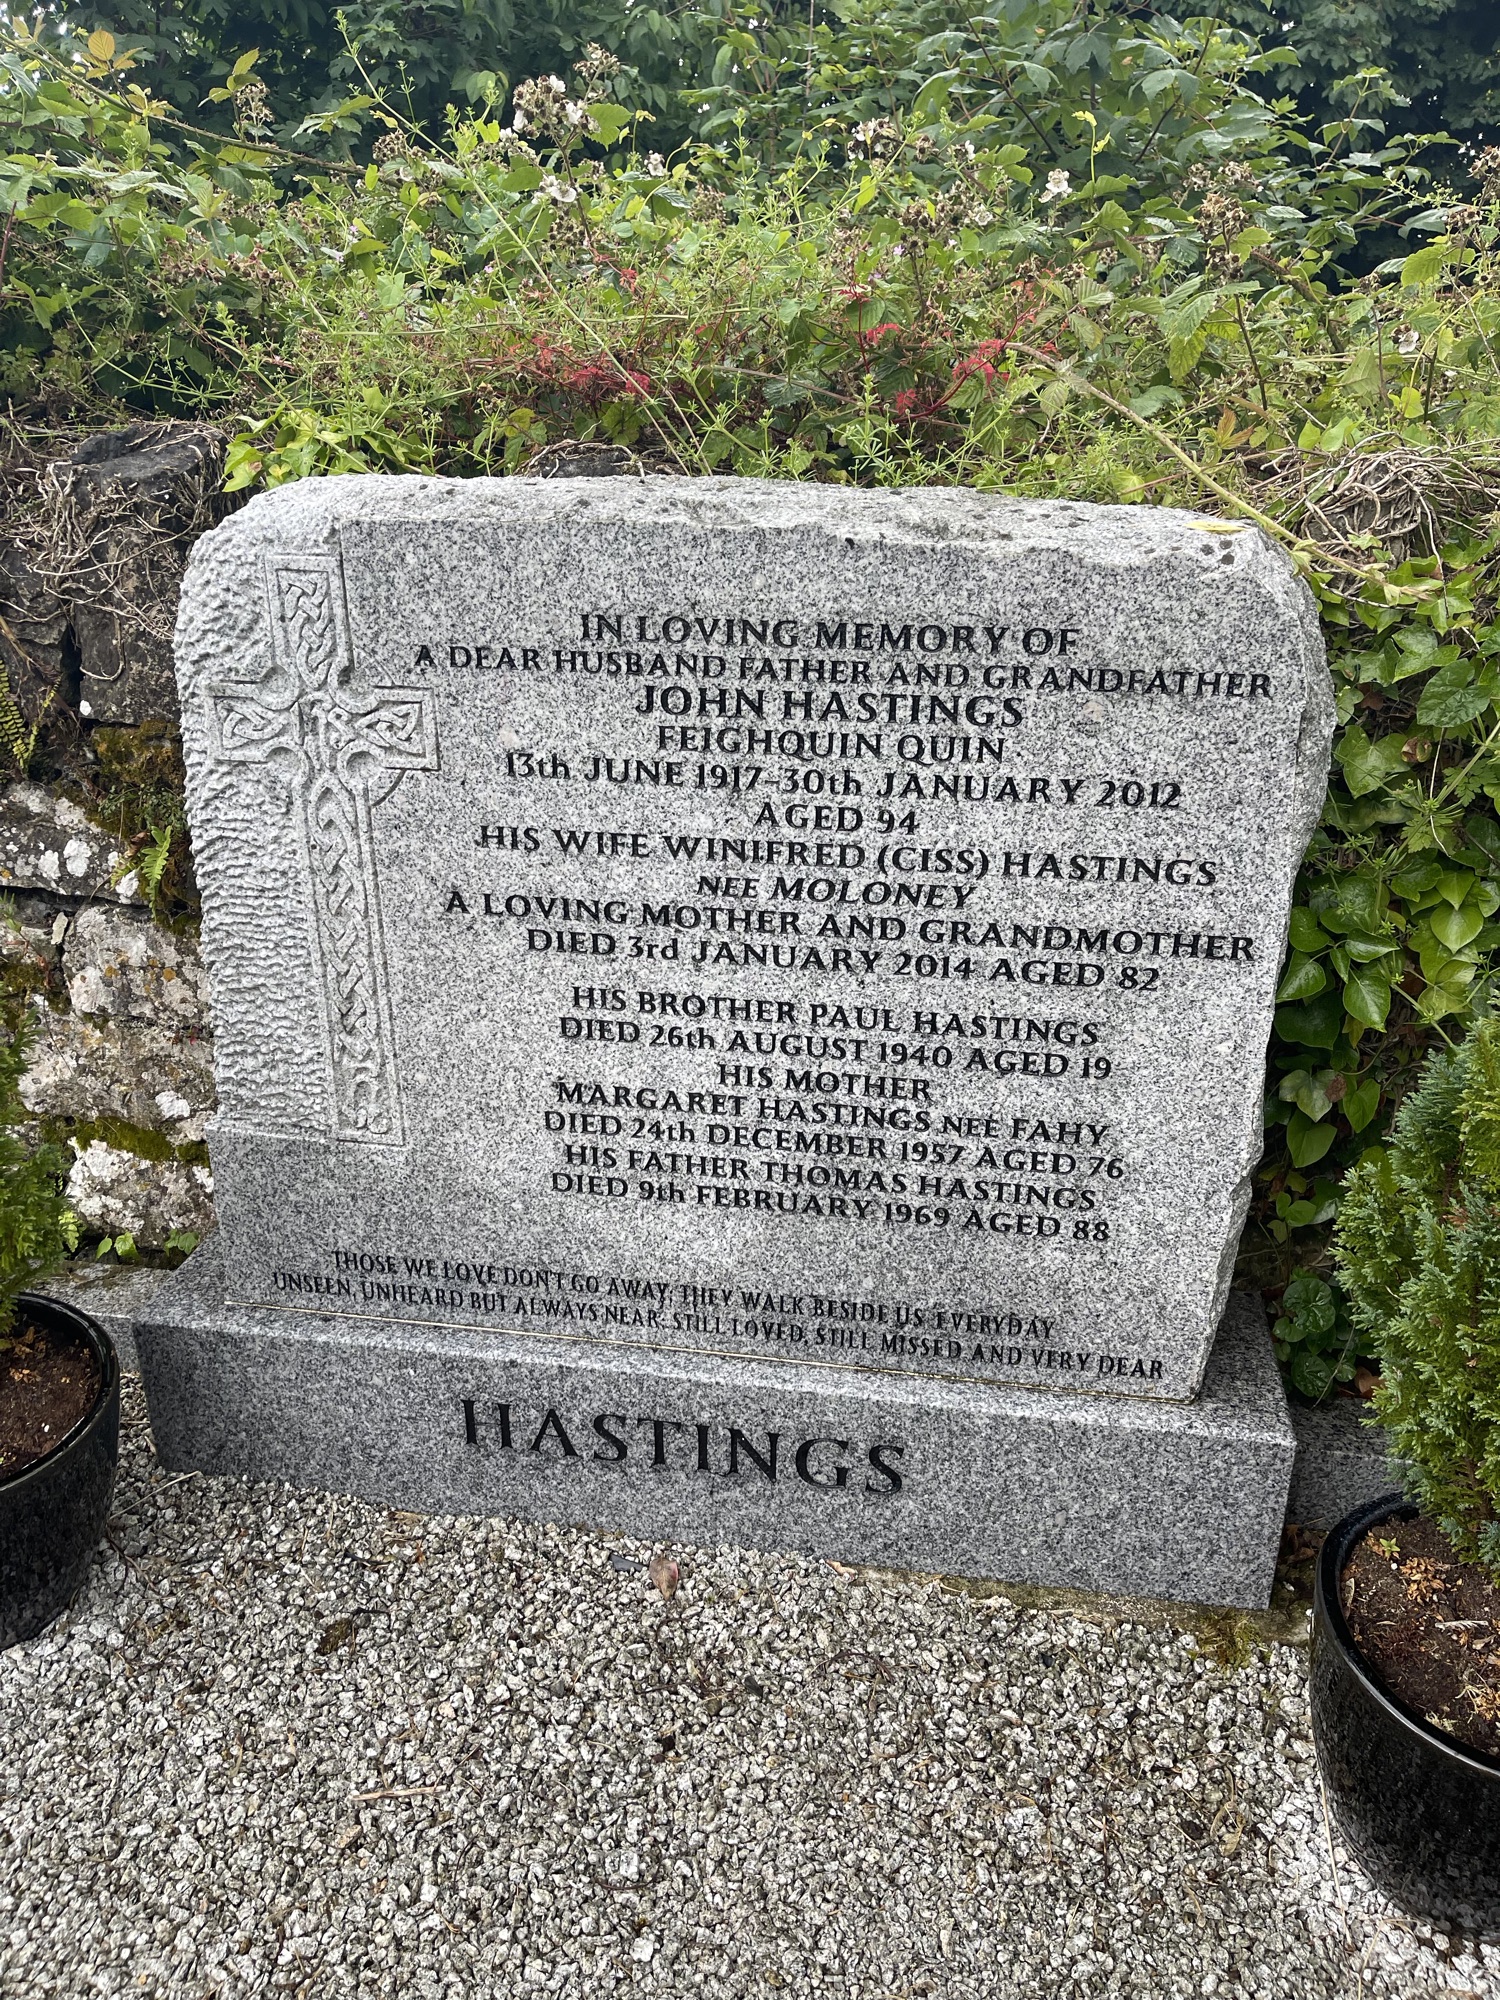 IN LOVING MEMORY OF
A DEAR HUSBAND FATHER AND GRANDFATHER
JOHN HASTINGS
FEIGHQUIN QUIN
13th JUNE 1917-30th JANUARY 2012
AGED 94
HIS WIFE WINIFRED (CISS) HASTINGS
NEE MOLONEY
A LOVING MOTHER AND GRANDMOTHER
DIED 3rd JANUARY 2014 AGED 82
HIS BROTHER PAUL HASTINGS
DIED 26th AUGUST 1940 AGED 19
HIS MOTHER
MARGARET HASTINGS NEE FAHY
DIED 24th DECEMBER 1957 AGED 76
HIS FATHER THOMAS HASTINGS
DIED 9th FEBRUARY 1969 AGED 88
THOSE WE LOVE DON'T GO AWAY; THEY WALK BESIDE US EVERYDAY
UNSEEN, UNHEARD BUT ALWAYS NEAR; STILL LOVED, STILL MISSED AND VERY DEAR
HASTINGS